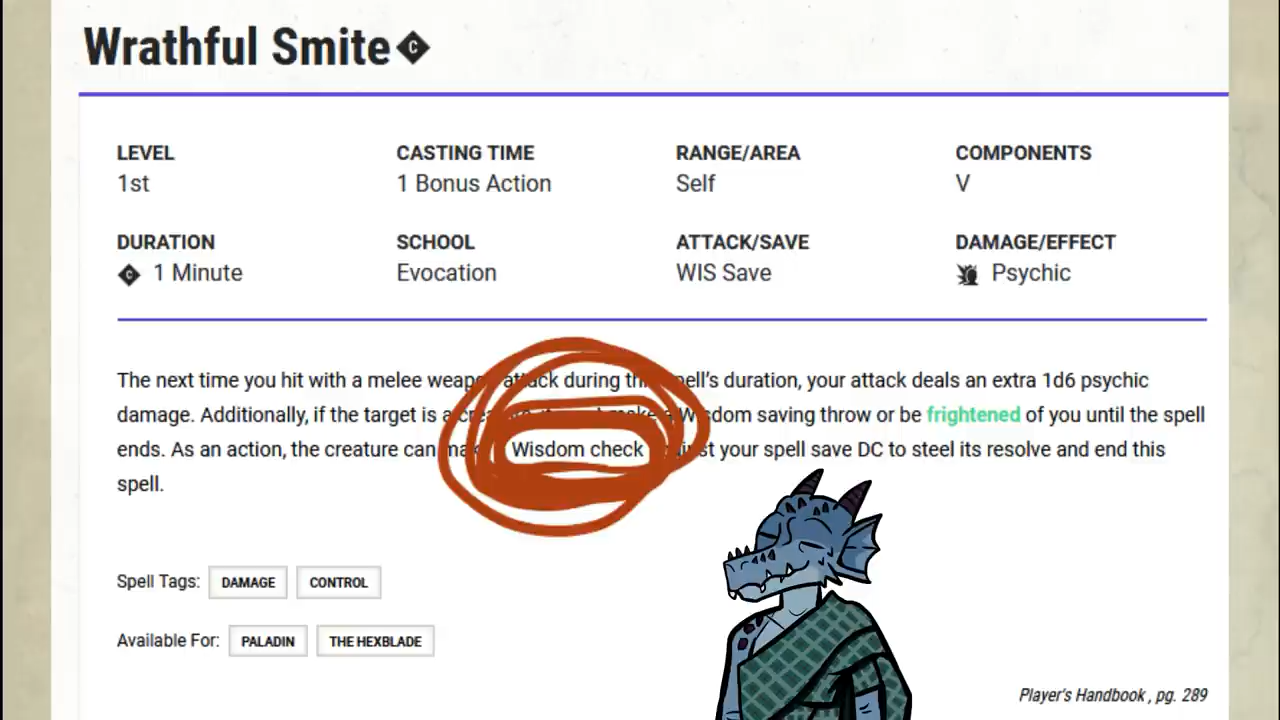 Wrathful Smite
LEVEL CASTING TIME RANGE/AREA COMPONENTS
1st 1 Bonus Action Self V
DURATION SCHOOL ATTACK/SAVE DAMAGE/EFFECT
1 Minute Evocation WIS Save Psychic
The next time you hit with a melee weapon attack during this spell's duration, your attack deals an extra 1d6 psychic
damage. Additionally, if the target is a Wisdom saving throw or be frightened of you until the spell
ends. As an action, the creature can Wisdom check your spell save DC to steel its resolve and end this
spell.
Spell Tags: DAMAGE CONTROL
Available For: PALADIN THE HEXBLADE
Player's Handbook , pg. 289